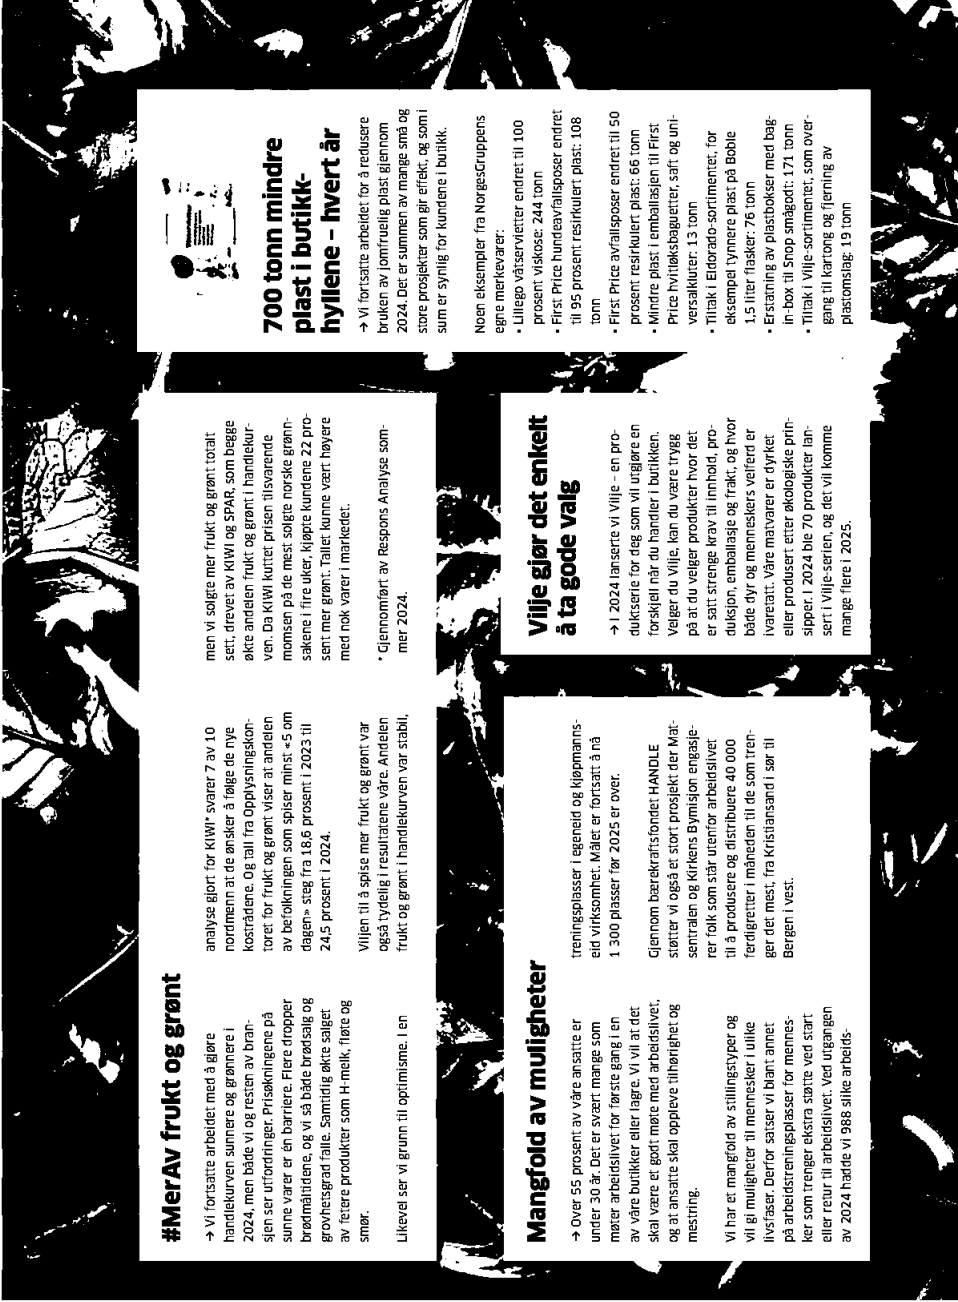 #MerAv frukt og grønt
→ Vi fortsatte arbeidet med å gjøre
handlekurven sunnere og grønnere i
2024, men både vi og resten av bran-
sjen ser utfordringer. Prisøkningene på
sunne varer er én barriere. Flere dropper
brødmåltidene, og vi så både brødsalg og
grovhetsgrad falle. Samtidig økte salget
av fetere produkter som H-melk, fløte og
smør.
Likevel ser vi grunn til optimisme. I en
analyse gjort for KIWI* svarer 7 av 10
nordmenn at de ønsker å følge de nye
kostrådene. Og tall fra Opplysningskon-
toret for frukt og grønt viser at andelen
av befolkningen som spiser minst «5 om
dagen» steg fra 18,6 prosent i 2023 til
24,5 prosent i 2024.
Viljen til å spise mer frukt og grønt var
også tydelig i resultatene våre. Andelen
frukt og grønt i handlekurven var stabil,
men vi solgte mer frukt og grønt totalt
sett, drevet av KIWI og SPAR, som begge
økte andelen frukt og grønt i handlekur-
ven. Da KIWI kuttet prisen tilsvarende
momsen på de mest solgte norske grønn-
sakene i fire uker, kjøpte kundene 22 pro-
sent mer grønt. Tallet kunne vært høyere
med nok varer i markedet.
* Gjennomført av Respons Analyse som-
mer 2024.
700 tonn mindre
plast i butikk-
hyllene – hvert år
→ Vi fortsatte arbeidet for å redusere
bruken av jomfruelig plast gjennom
2024. Det er summen av mange små og
store prosjekter som gir effekt, og som i
sum er synlig for kundene i butikk.
Noen eksempler fra NorgesGruppens
egne merkevarer:
• Lillego våtservietter endret til 100
prosent viskose: 244 tonn
• First Price hundeavfallsposer endret
til 95 prosent resirkulert plast: 108
tonn
• First Price avfallsposer endret til 50
prosent resirkulert plast: 66 tonn
• Mindre plast i emballasjen til First
Price hvitløksbaguetter, saft og uni-
versalkluter: 13 tonn
• Tiltak i Eldorado-sortimentet, for
eksempel tynnere plast på Boble
1,5 liter flasker: 76 tonn
• Erstatning av plastbokser med bag-
in-box til Snop smågodt: 171 tonn
• Tiltak i Vilje-sortimentet, som over-
gang til kartong og fjerning av
plastomslag: 19 tonn
Mangfold av muligheter
→ Over 55 prosent av våre ansatte er
under 30 år. Det er svært mange som
møter arbeidslivet for første gang i en
av våre butikker eller lagre. Vi vil at det
skal være et godt møte med arbeidslivet,
og at ansatte skal oppleve tilhørighet og
mestring.
Vi har et mangfold av stillingstyper og
vil gi muligheter til mennesker i ulike
livsfaser. Derfor satser vi blant annet
på arbeidstreningsplasser for mennes-
ker som trenger ekstra støtte ved start
eller retur til arbeidslivet. Ved utgangen
av 2024 hadde vi 988 slike arbeids-
treningsplasser i egeneid og kjøpmanns-
eid virksomhet. Målet er fortsatt å nå
1 300 plasser før 2025 er over.
Gjennom bærekraftsfondet HANDLE
støtter vi også et stort prosjekt der Mat-
sentralen og Kirkens Bymisjon engasje-
rer folk som står utenfor arbeidslivet
til å produsere og distribuere 40 000
ferdigretter i måneden til de som tren-
ger det mest, fra Kristiansand i sør til
Bergen i vest.
Vilje gjør det enkelt
å ta gode valg
→ I 2024 lanserte vi Vilje – en pro-
duktserie for deg som vil utgjøre en
forskjell når du handler i butikken.
Velger du Vilje, kan du være trygg
på at du velger produkter hvor det
er satt strenge krav til innhold, pro-
duksjon, emballasje og frakt, og hvor
både dyr og menneskers velferd er
ivaretatt. Våre matvarer er dyrket
eller produsert etter økologiske prin-
sipper. I 2024 ble 70 produkter lan-
sert i Vilje-serien, og det vil komme
mange flere i 2025.